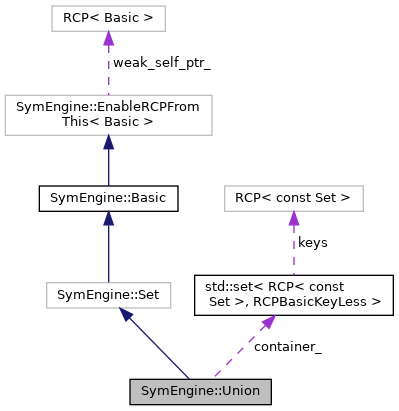 RCP< Basic >
weak_self_ptr_
SymEngine::EnableRCPFrom
This< Basic >
SymEngine::Basic
RCP< const Set >
keys
SymEngine::Set
std::set< RCP< const
Set >, RCPBasicKeyLess >
container_
SymEngine::Union